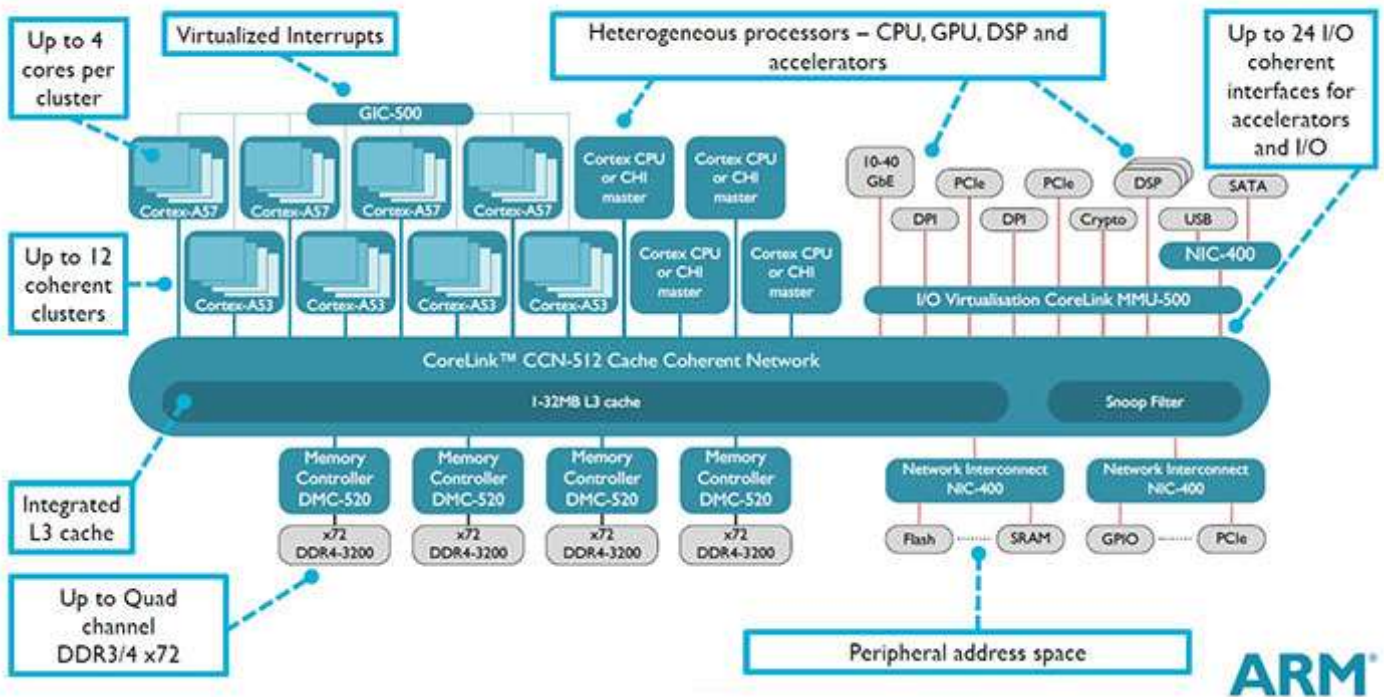 Up to 4
cores per
cluster
Virtualized Interrupts
Heterogeneous processors – CPU, GPU, DSP and
accelerators
Up to 24 I/O
coherent
interfaces for
accelerators
and I/O
GIC-500
Cortex-A57
Cortex-A57
Cortex-A57
Cortex-A57
Cortex CPU
or CHI
master
Cortex CPU
or CHI
master
10-40
GbE
PCIe
PCIe
DSP
SATA
DPI
DPI
Crypto
USB
NIC-400
Up to 12
coherent
clusters
Cortex-A53
Cortex-A53
Cortex-A53
Cortex-A53
Cortex CPU
or CHI
master
Cortex CPU
or CHI
master
I/O Virtualisation CoreLink MMU-500
CoreLink™ CCN-512 Cache Coherent Network
1-32MB L3 cache
Snoop Filter
Integrated
L3 cache
Memory
Controller
DMC-520
Memory
Controller
DMC-520
Memory
Controller
DMC-520
Memory
Controller
DMC-520
Network Interconnect
NIC-400
Network Interconnect
NIC-400
x72
DDR4-3200
x72
DDR4-3200
x72
DDR4-3200
x72
DDR4-3200
Flash
SRAM
GPIO
PCIe
Up to Quad
channel
DDR3/4 x72
Peripheral address space
ARM®